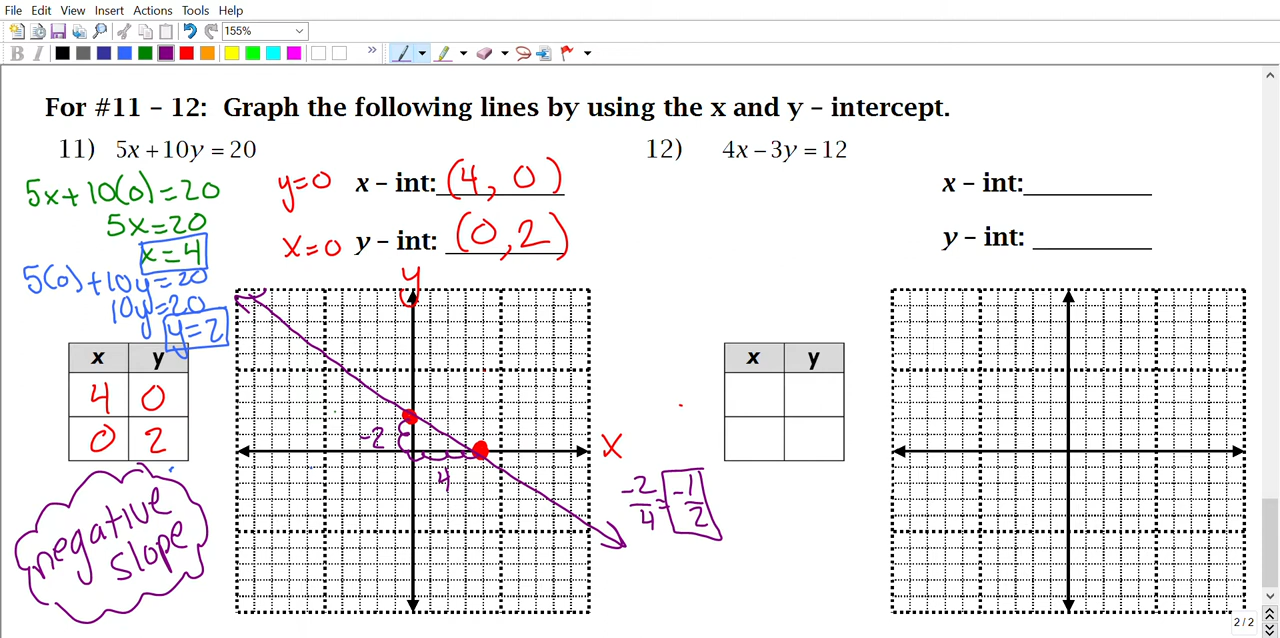 File Edit View Insert Actions Tools Help
155%
B I
For #11 – 12: Graph the following lines by using the x and y – intercept.
11) 5x + 10y = 20
5x+10(0)=20
5x=20
x=4
5(0)+10y=20
10y=20
y=2
y=0 x – int: (4, 0)
x=0 y – int: (0, 2)
y
x y
4 0
0 2
negative
slope
-2
4
x
-2/4 = -1/2
12) 4x – 3y = 12
x – int:
y – int:
x y
2/2